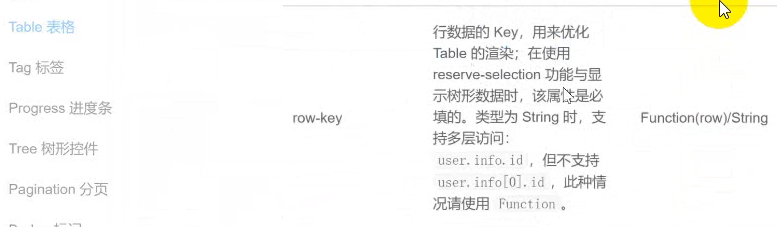 Table 表格
Tag 标签
Progress 进度条
Tree 树形控件
Pagination 分页
row-key
行数据的 Key，用来优化
Table 的渲染；在使用
reserve-selection 功能与显
示树形数据时，该属性是必
填的。类型为 String 时，支
持多层访问：
user.info.id ，但不支持
user.info[0].id ，此种情
况请使用 Function 。
Function(row)/String